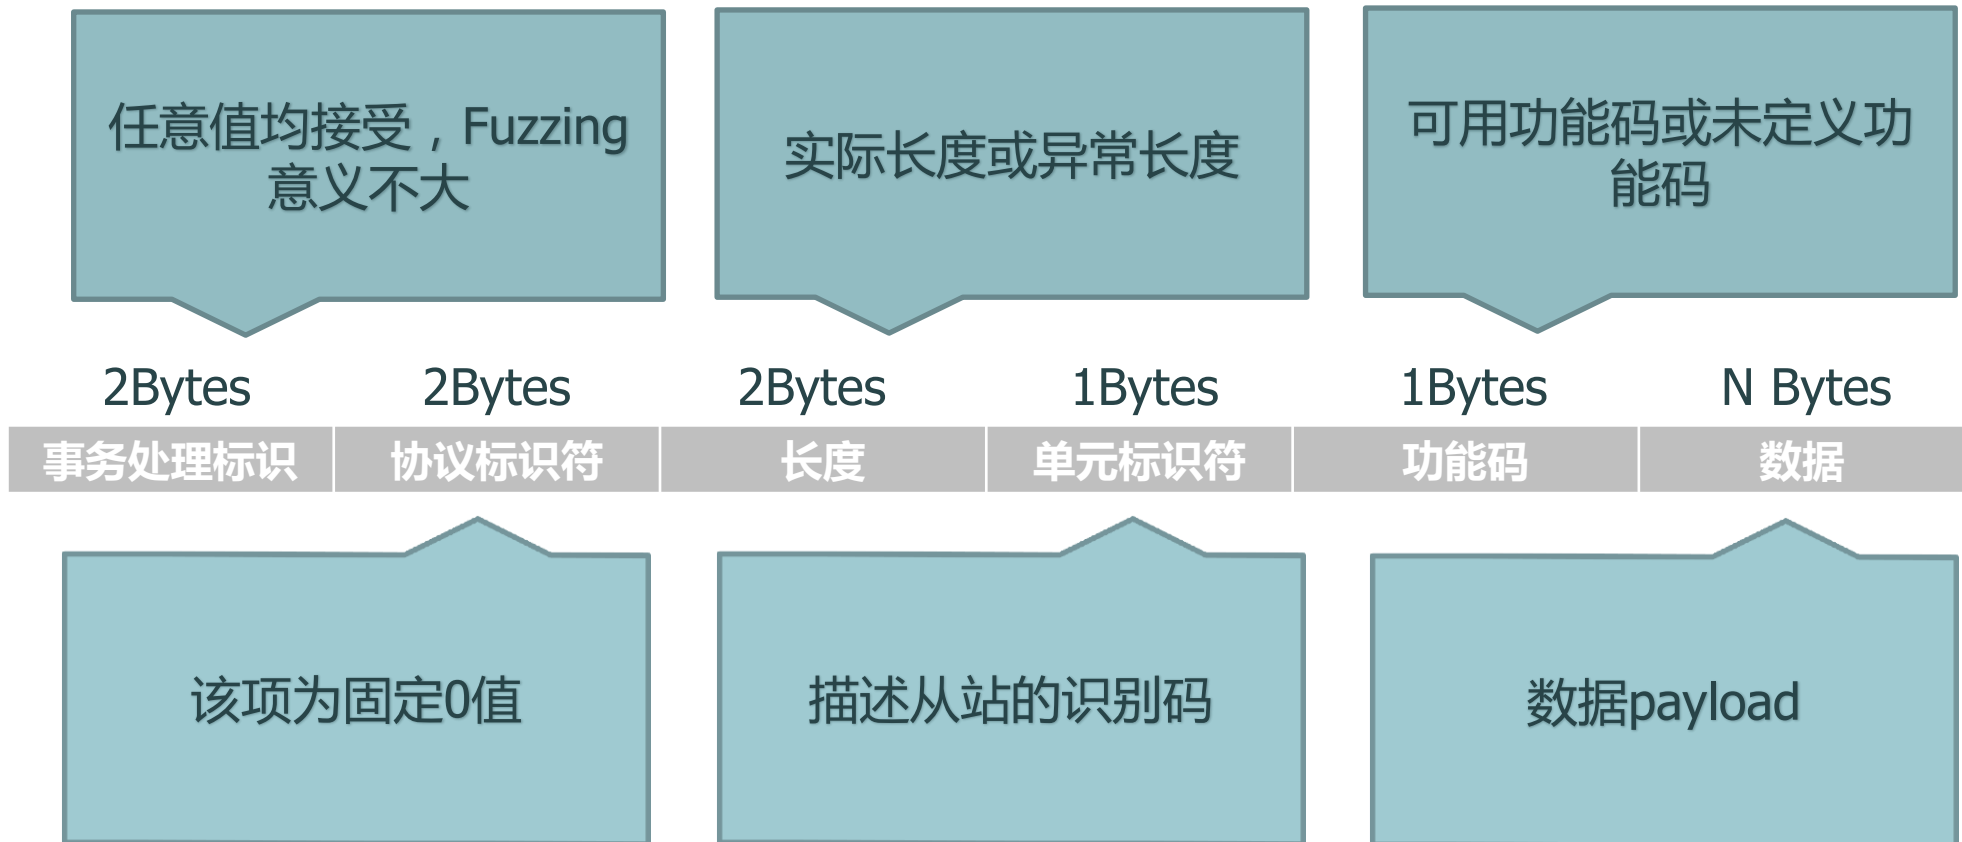 任意值均接受，Fuzzing
意义不大
实际长度或异常长度
可用功能码或未定义功
能码
2Bytes
2Bytes
2Bytes
1Bytes
1Bytes
N Bytes
事务处理标识
协议标识符
长度
单元标识符
功能码
数据
该项为固定0值
描述从站的识别码
数据payload